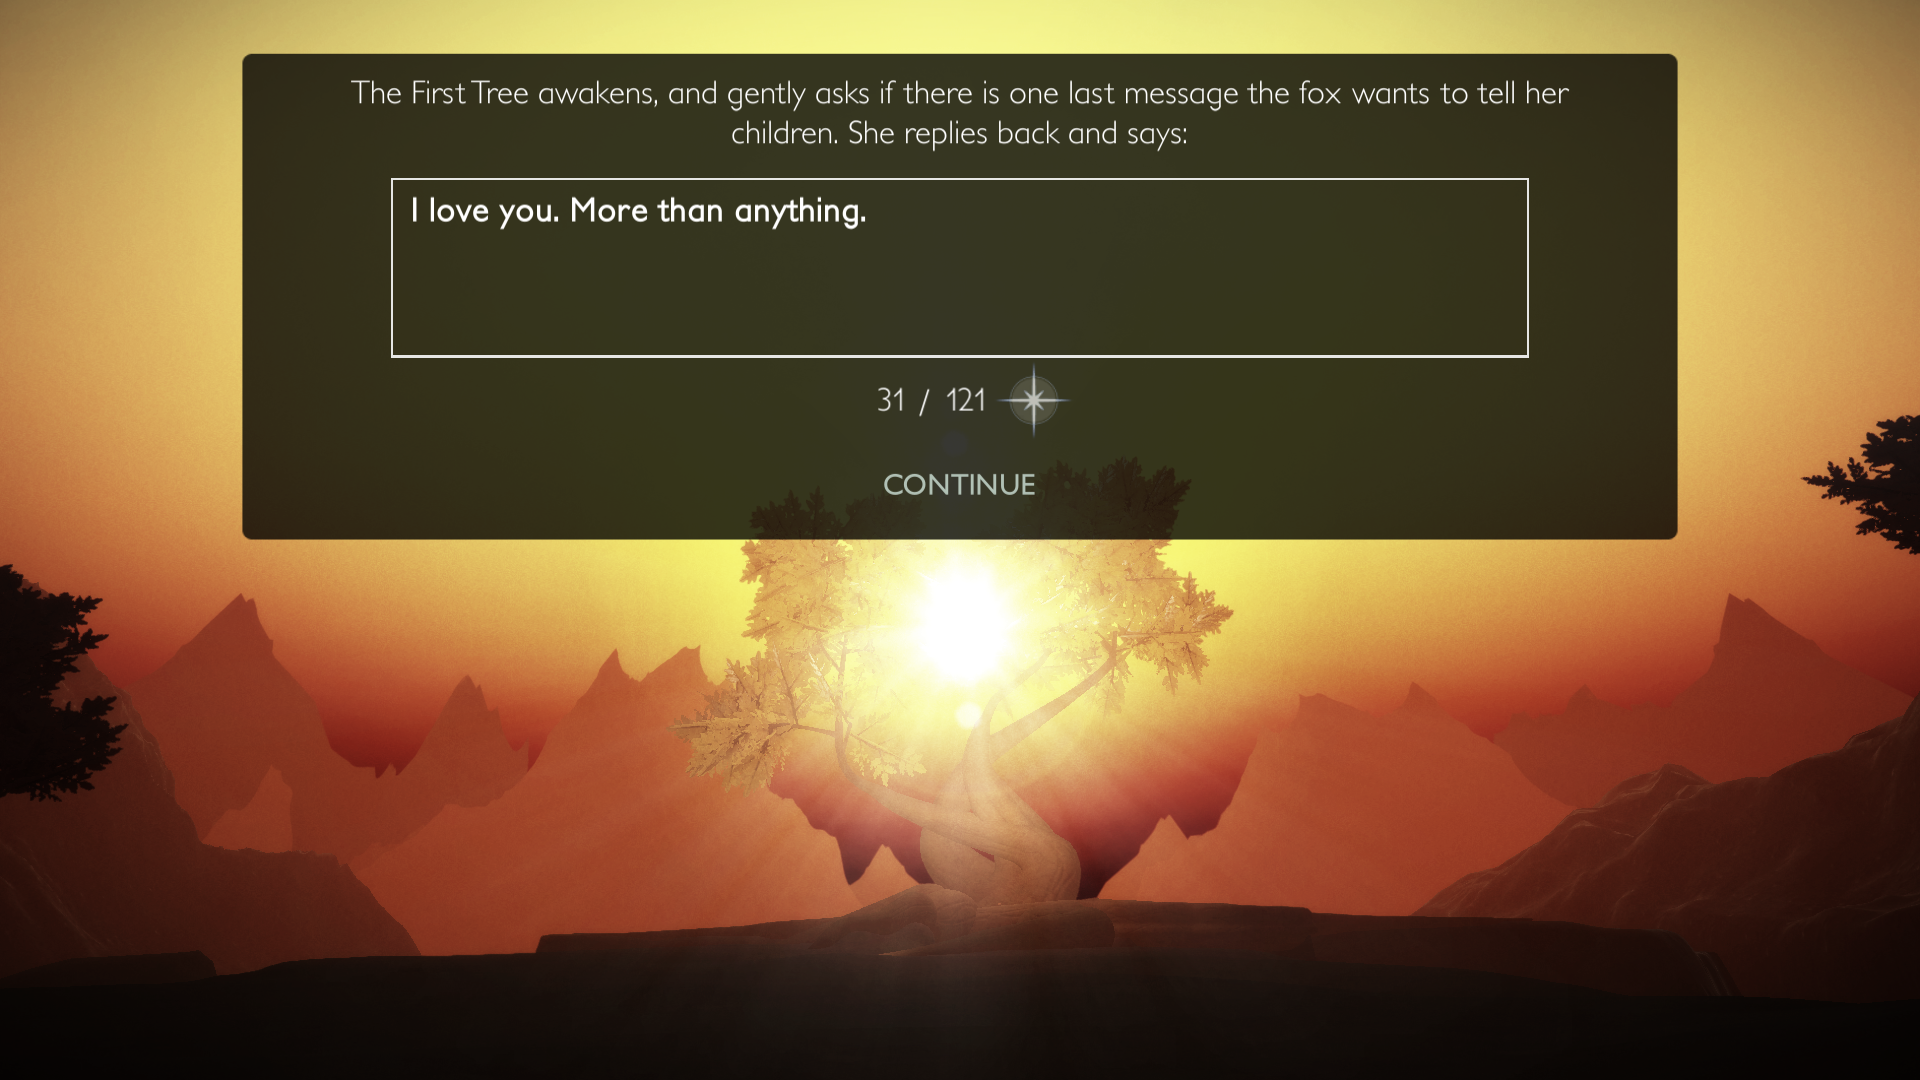 The First Tree awakens, and gently asks if there is one last message the fox wants to tell her
children. She replies back and says:
I love you. More than anything.
31 / 121
CONTINUE